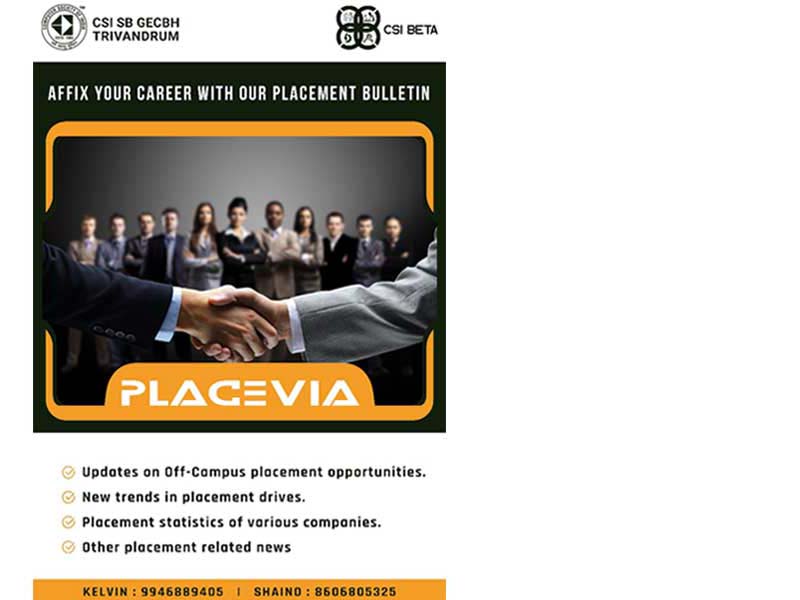 CSI SB GECBH
TRIVANDRUM
CSI BETA
AFFIX YOUR CAREER WITH OUR PLACEMENT BULLETIN
PLACEVIA
Updates on Off-Campus placement opportunities.
New trends in placement drives.
Placement statistics of various companies.
Other placement related news
KELVIN : 9946889405 | SHAINO : 8606805325